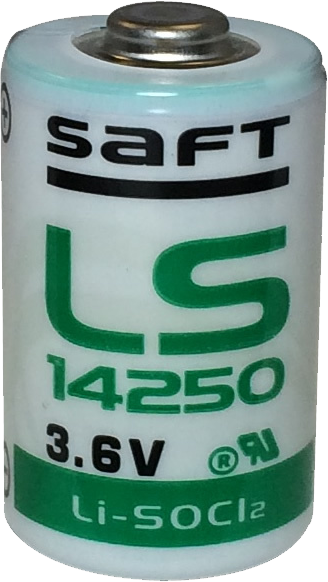 SAFT
LS
14250
3.6V ®
Li-SOCl₂